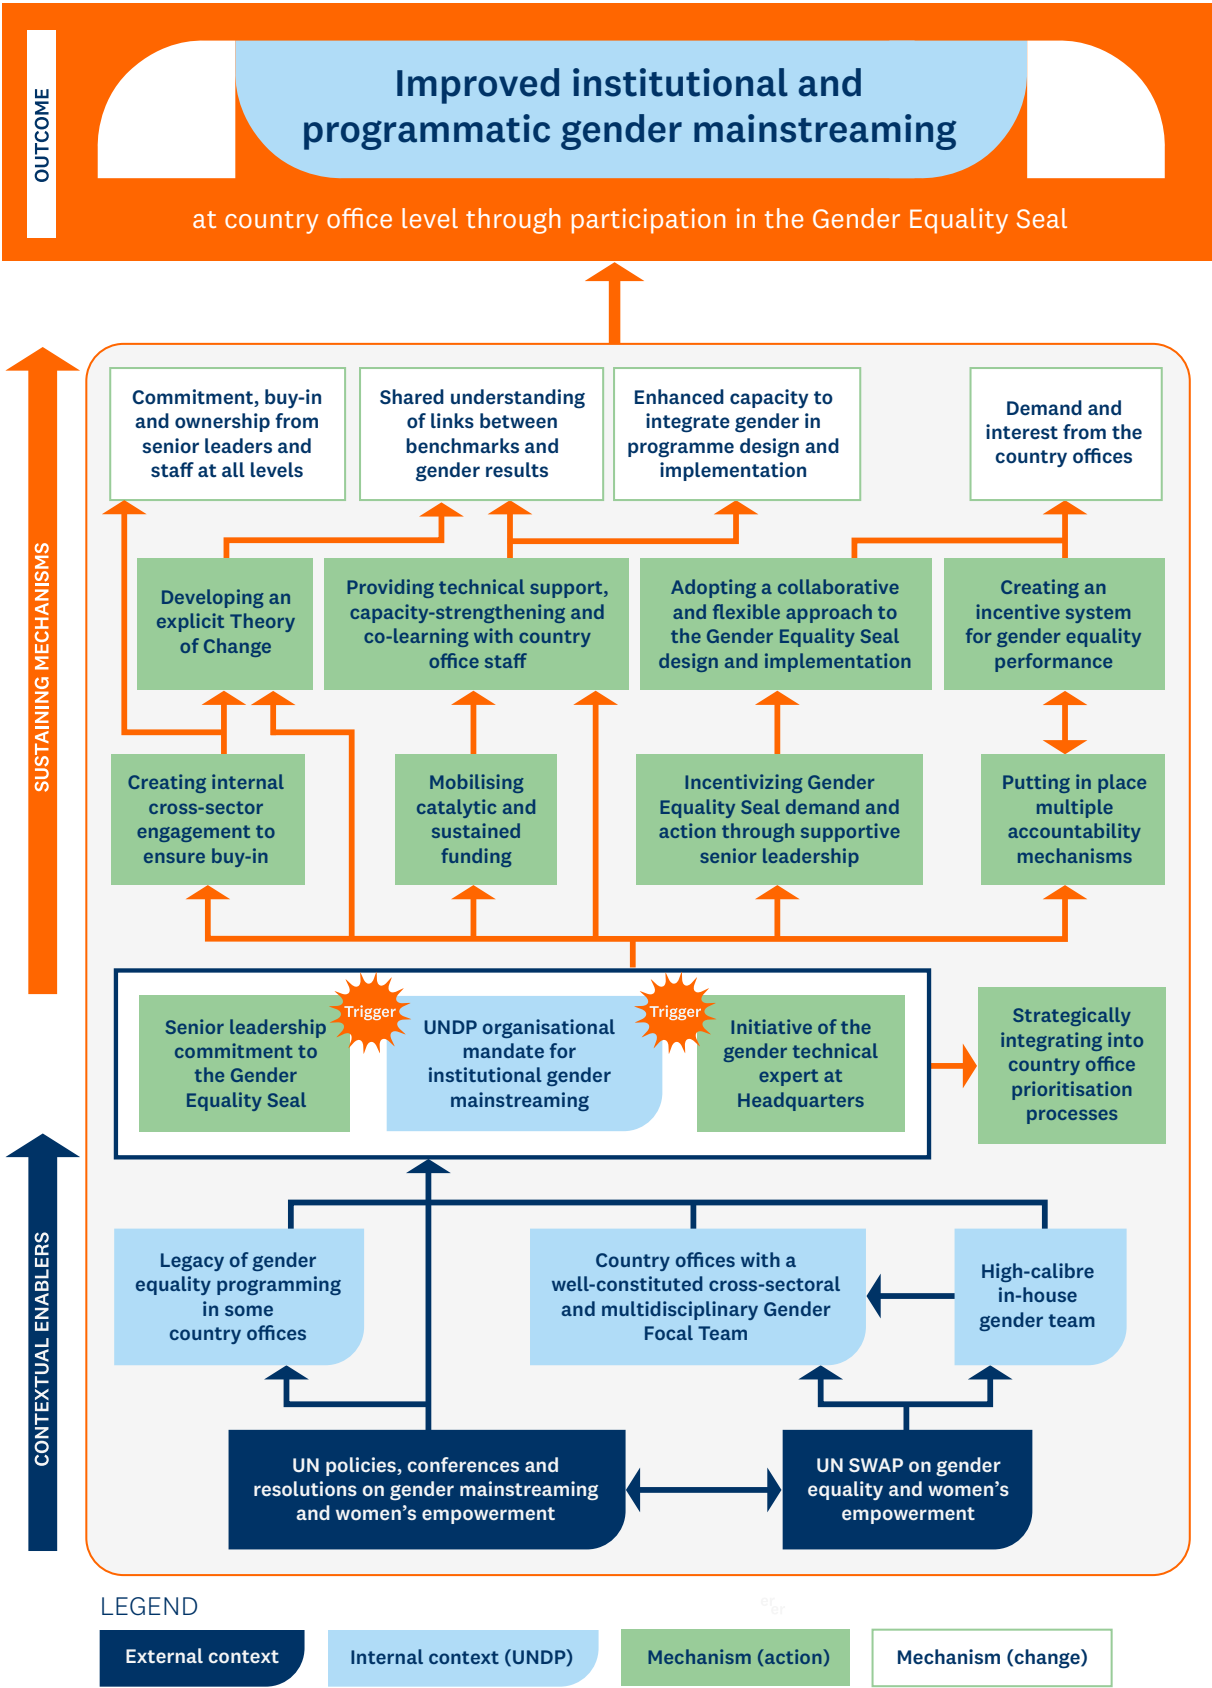 OUTCOME
Improved institutional and
programmatic gender mainstreaming
at country office level through participation in the Gender Equality Seal
SUSTAINING MECHANISMS
Commitment, buy-in
and ownership from
senior leaders and
staff at all levels
Shared understanding
of links between
benchmarks and
gender results
Enhanced capacity to
integrate gender in
programme design and
implementation
Demand and
interest from the
country offices
Developing an
explicit Theory
of Change
Providing technical support,
capacity-strengthening and
co-learning with country
office staff
Adopting a collaborative
and flexible approach to
the Gender Equality Seal
design and implementation
Creating an
incentive system
for gender equality
performance
Creating internal
cross-sector
engagement to
ensure buy-in
Mobilising
catalytic and
sustained
funding
Incentivizing Gender
Equality Seal demand and
action through supportive
senior leadership
Putting in place
multiple
accountability
mechanisms
Senior leadership
commitment to
the Gender
Equality Seal
Trigger
UNDP organisational
mandate for
institutional gender
mainstreaming
Trigger
Initiative of the
gender technical
expert at
Headquarters
Strategically
integrating into
country office
prioritisation
processes
CONTEXTUAL ENABLERS
Legacy of gender
equality programming
in some
country offices
Country offices with a
well-constituted cross-sectoral
and multidisciplinary Gender
Focal Team
High-calibre
in-house
gender team
UN policies, conferences and
resolutions on gender mainstreaming
and women’s empowerment
UN SWAP on gender
equality and women’s
empowerment
LEGEND
er
er
External context
Internal context (UNDP)
Mechanism (action)
Mechanism (change)